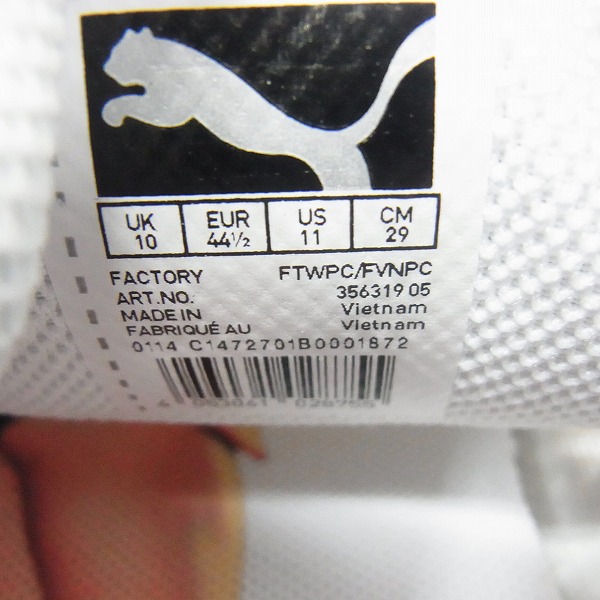 UK EUR US CM
10 44½ 11 29
FACTORY FTWPC/FVNPC
ART.NO. 356319 05
MADE IN Vietnam
FABRIQUÉ AU Vietnam
0114 C1472701B0001872